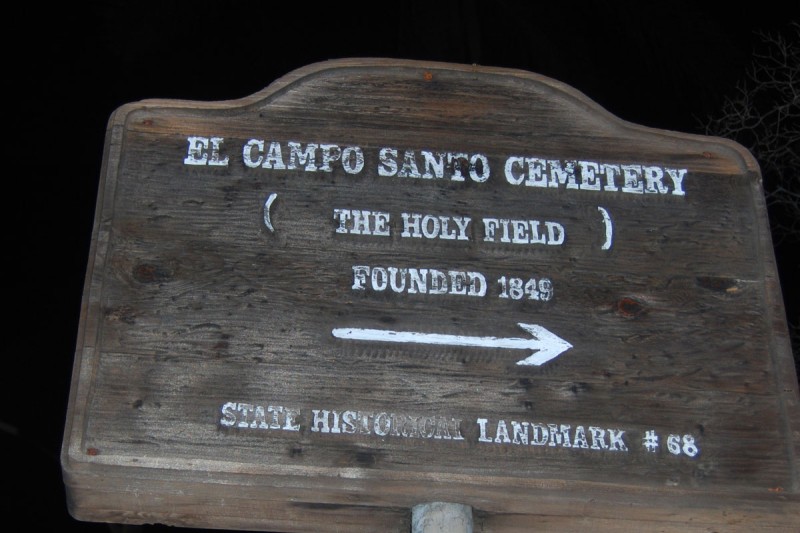 EL CAMPO SANTO CEMETERY
( THE HOLY FIELD )
FOUNDED 1849
STATE HISTORICAL LANDMARK # 68